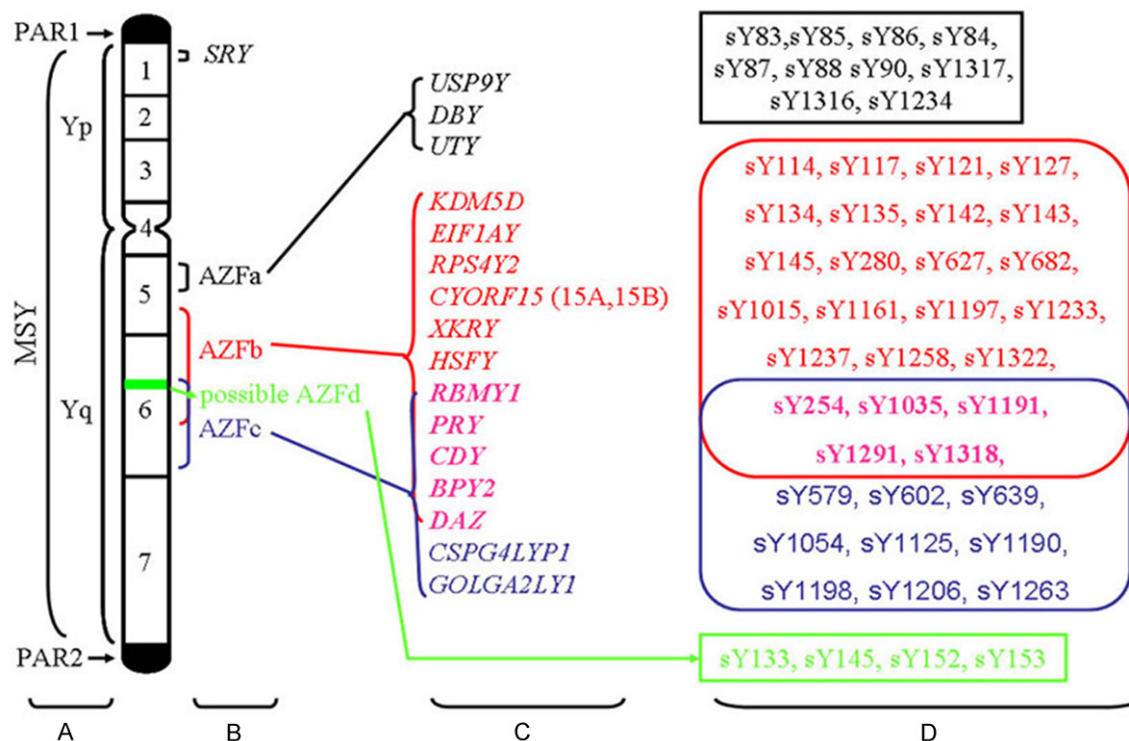 PAR1
MSY
Yp
Yq
PAR2
1
2
3
4
5
6
7
SRY
AZFa
AZFb
possible AZFd
AZFc
USP9Y
DBY
UTY
KDM5D
EIF1AY
RPS4Y2
CYORF15 (15A,15B)
XKRY
HSFY
RBMY1
PRY
CDY
BPY2
DAZ
CSPG4LYP1
GOLGA2LY1
sY83,sY85, sY86, sY84,
sY87, sY88 sY90, sY1317,
sY1316, sY1234
sY114, sY117, sY121, sY127,
sY134, sY135, sY142, sY143,
sY145, sY280, sY627, sY682,
sY1015, sY1161, sY1197, sY1233,
sY1237, sY1258, sY1322,
sY254, sY1035, sY1191,
sY1291, sY1318,
sY579, sY602, sY639,
sY1054, sY1125, sY1190,
sY1198, sY1206, sY1263
sY133, sY145, sY152, sY153
A
B
C
D